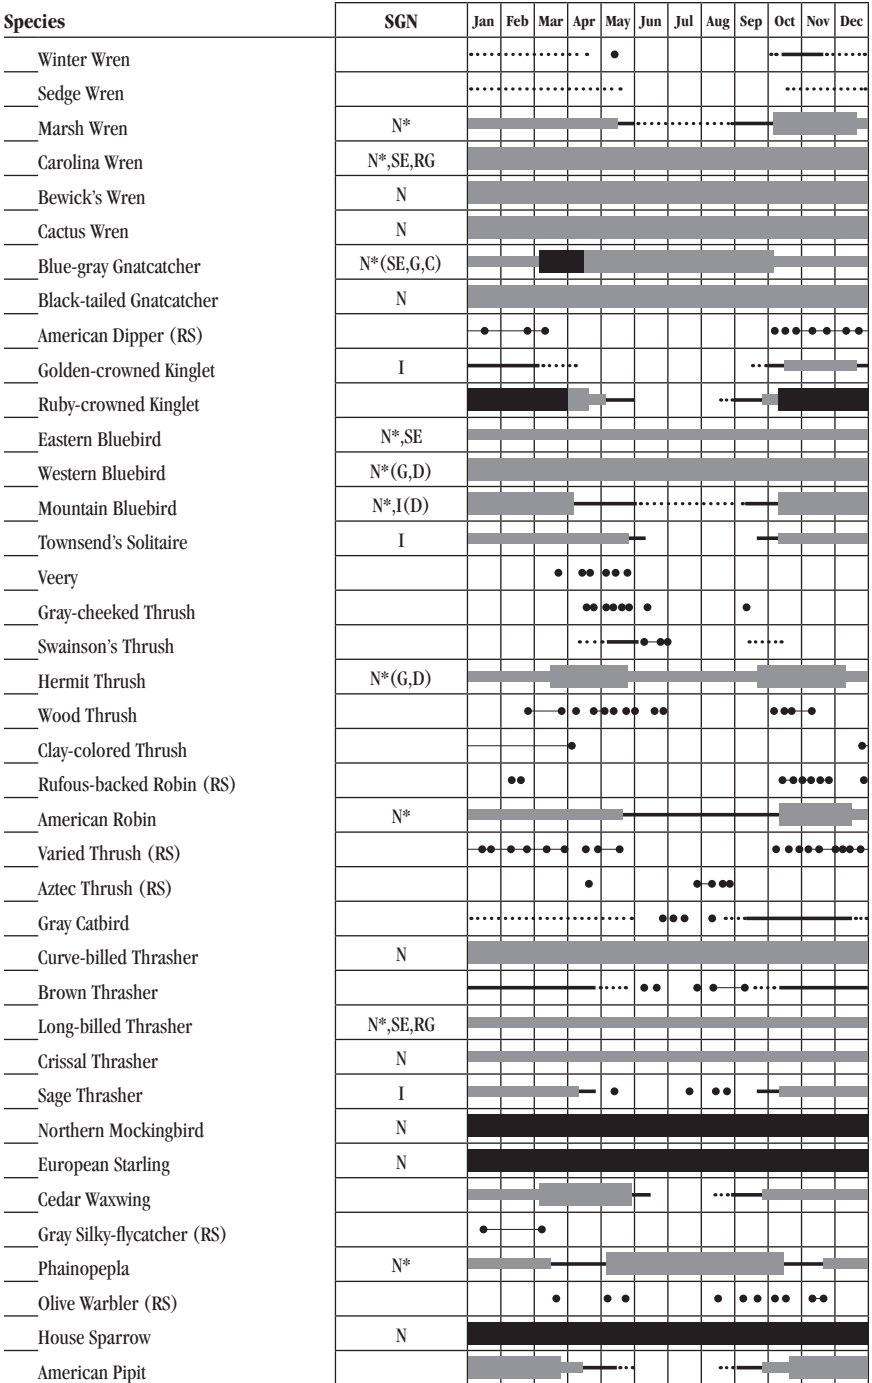 Species SGN Jan Feb Mar Apr May Jun Jul Aug Sep Oct Nov Dec
Winter Wren
Sedge Wren
Marsh Wren N*
Carolina Wren N*,SE,RG
Bewick's Wren N
Cactus Wren N
Blue-gray Gnatcatcher N*(SE,G,C)
Black-tailed Gnatcatcher N
American Dipper (RS)
Golden-crowned Kinglet I
Ruby-crowned Kinglet
Eastern Bluebird N*,SE
Western Bluebird N*(G,D)
Mountain Bluebird N*,I(D)
Townsend's Solitaire I
Veery
Gray-cheeked Thrush
Swainson's Thrush
Hermit Thrush N*(G,D)
Wood Thrush
Clay-colored Thrush
Rufous-backed Robin (RS)
American Robin N*
Varied Thrush (RS)
Aztec Thrush (RS)
Gray Catbird
Curve-billed Thrasher N
Brown Thrasher
Long-billed Thrasher N*,SE,RG
Crissal Thrasher N
Sage Thrasher I
Northern Mockingbird N
European Starling N
Cedar Waxwing
Gray Silky-flycatcher (RS)
Phainopepla N*
Olive Warbler (RS)
House Sparrow N
American Pipit